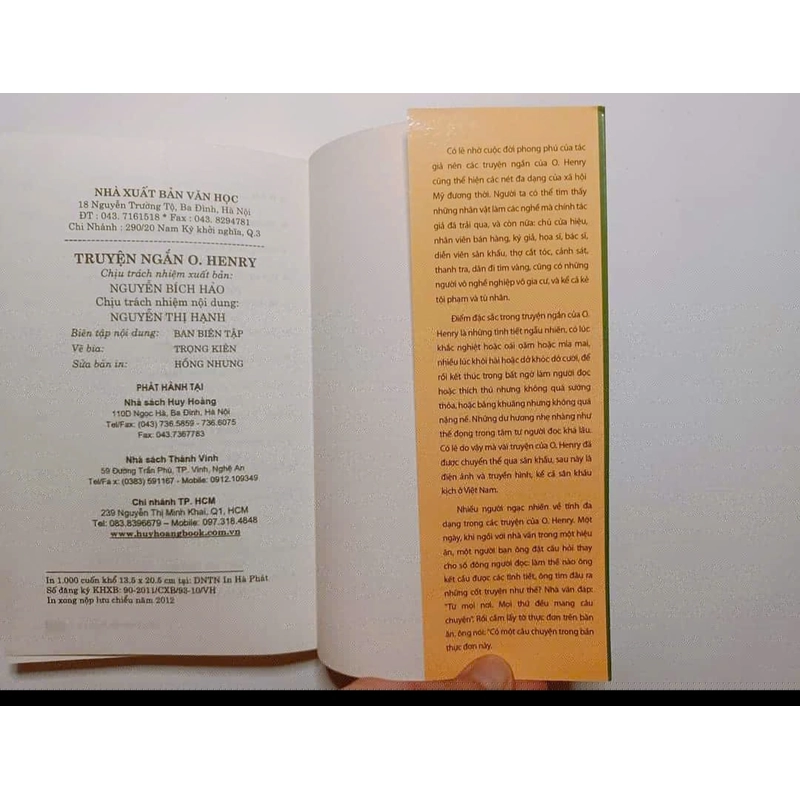 NHÀ XUẤT BẢN VĂN HỌC
18 Nguyễn Trường Tộ, Ba Đình, Hà Nội
ĐT : 043. 7161518 * Fax : 043. 8294781
Chi Nhánh : 290/20 Nam Kỳ khởi nghĩa, Q.3
TRUYỆN NGẮN O. HENRY
Chịu trách nhiệm xuất bản:
NGUYỄN BÍCH HẢO
Chịu trách nhiệm nội dung:
NGUYỄN THỊ HẠNH
Biên tập nội dung: BAN BIÊN TẬP
Vẽ bìa: TRỌNG KIÊN
Sửa bản in: HỒNG NHUNG
PHÁT HÀNH TẠI
Nhà sách Huy Hoàng
110D Ngọc Hà, Ba Đình, Hà Nội
Tel/Fax: (043) 736.5859 - 736.6075
Fax: 043.7367783
Nhà sách Thành Vinh
59 Đường Trần Phú, TP. Vinh, Nghệ An
Tel/Fa x: (0383) 591167 - Mobile: 0912.109349
Chi nhánh TP. HCM
239 Nguyễn Thị Minh Khai, Q1, HCM
Tel: 083.8396679 – Mobile: 097.318.4848
www.huyhoangbook.com.vn
In 1.000 cuốn khổ 13.5 x 20.5 cm tại: DNTN In Hà Phát
Số đăng ký KHXB: 90-2011/CXB/93-10/VH
In xong nộp lưu chiểu năm 2012
Có lẽ nhờ cuộc đời phong phú của tác
giả nên các truyện ngắn của O. Henry
cũng thể hiện các nét đa dạng của xã hội
Mỹ đương thời. Người ta có thể tìm thấy
những nhân vật làm các nghề mà chính tác
giả đã trải qua, và còn nữa: chủ cửa hiệu,
nhân viên bán hàng, ký giả, họa sĩ, bác sĩ,
diễn viên sân khấu, thợ cắt tóc, cảnh sát,
thanh tra, dân đi tìm vàng, cũng có những
người vô nghề nghiệp vô gia cư, và kể cả kẻ
tội phạm và tù nhân.
Điểm đặc sắc trong truyện ngắn của O.
Henry là những tình tiết ngẫu nhiên, có lúc
khắc nghiệt hoặc oái oăm hoặc mỉa mai,
nhiều lúc khôi hài hoặc dở khóc dở cười, để
rồi kết thúc trong bất ngờ làm người đọc
hoặc thích thú nhưng không quá sướng
thỏa, hoặc bâng khuâng nhưng không quá
nặng nề. Những dư hương nhẹ nhàng như
thế đọng trong tâm tư người đọc khá lâu.
Có lẽ do vậy mà vài truyện của O. Henry đã
được chuyển thể qua sân khấu, sau này là
điện ảnh và truyền hình, kể cả sân khấu
kịch ở Việt Nam.
Nhiều người ngạc nhiên về tính đa
dạng trong các truyện của O. Henry. Một
ngày, khi ngồi với nhà văn trong một hiệu
ăn, một người bạn ông đặt câu hỏi thay
cho số đông người đọc: làm thế nào ông
kết cấu được các tình tiết, ông tìm đâu ra
những cốt truyện như thế? Nhà văn đáp:
"Từ mọi nơi. Mọi thứ đều mang câu
chuyện". Rồi cầm lấy tờ thực đơn trên bàn
ăn, ông nói: "Có một câu chuyện trong bản
thực đơn này.